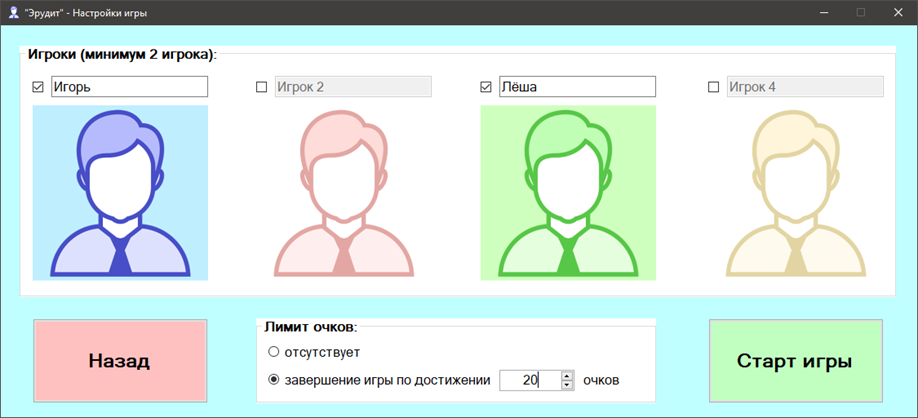 "Эрудит" - Настройки игры
Игроки (минимум 2 игрока):
Игорь
Игрок 2
Лёша
Игрок 4
Назад
Лимит очков:
отсутствует
завершение игры по достижении 20 очков
Старт игры